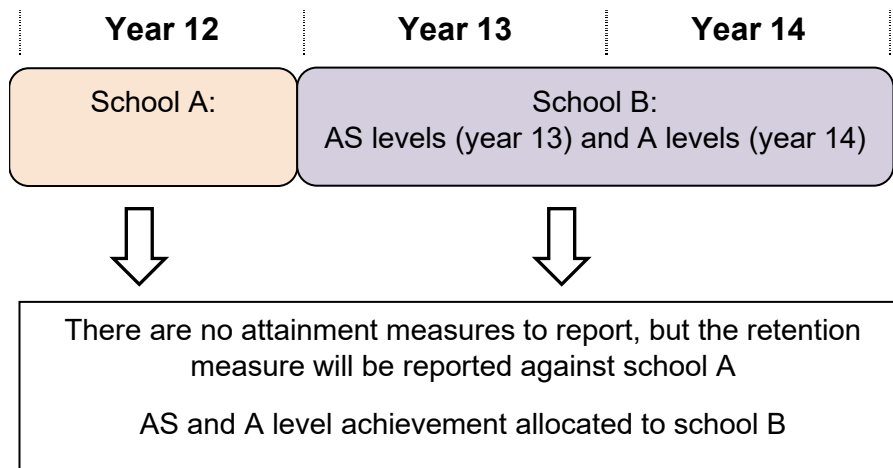 Year 12 Year 13 Year 14
School A: School B:
AS levels (year 13) and A levels (year 14)
There are no attainment measures to report, but the retention
measure will be reported against school A
AS and A level achievement allocated to school B